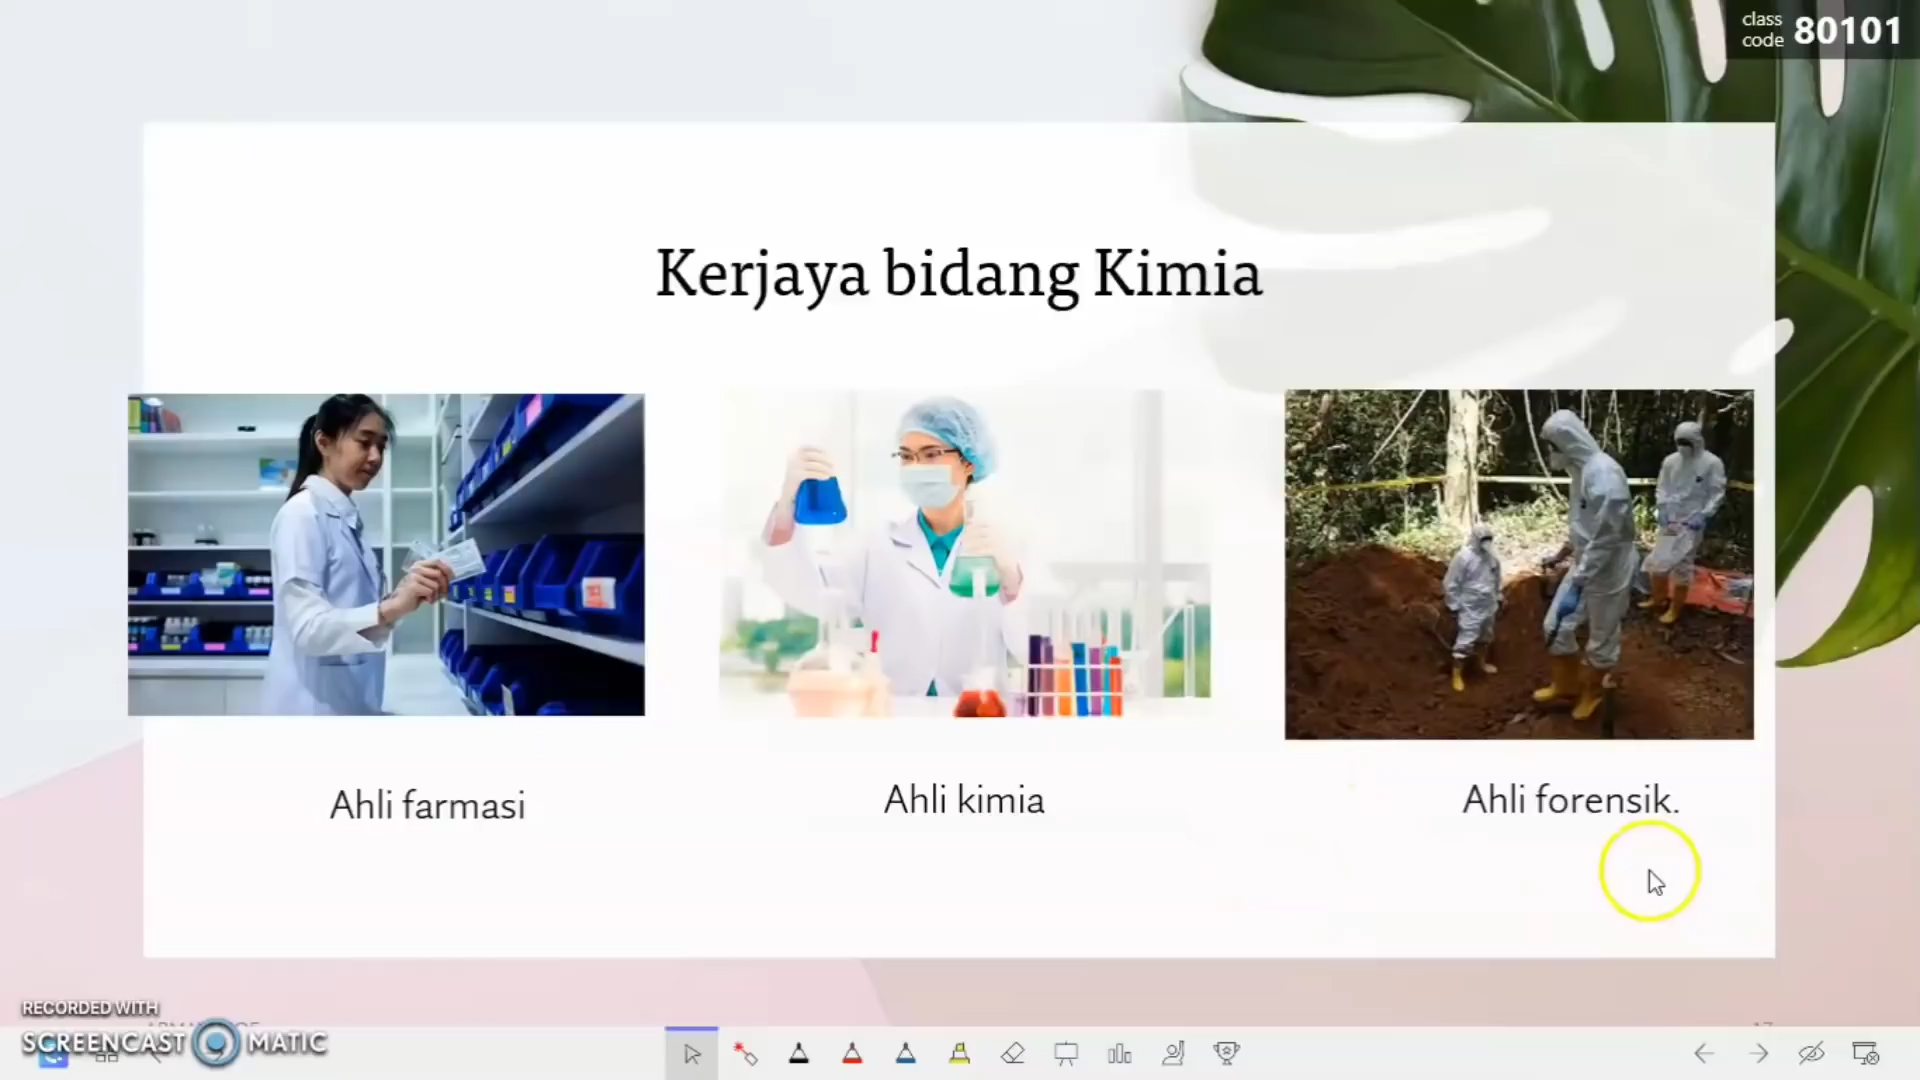 class
code 80101
Kerjaya bidang Kimia
Ahli farmasi
Ahli kimia
Ahli forensik.
RECORDED WITH
SCREENCAST MATIC